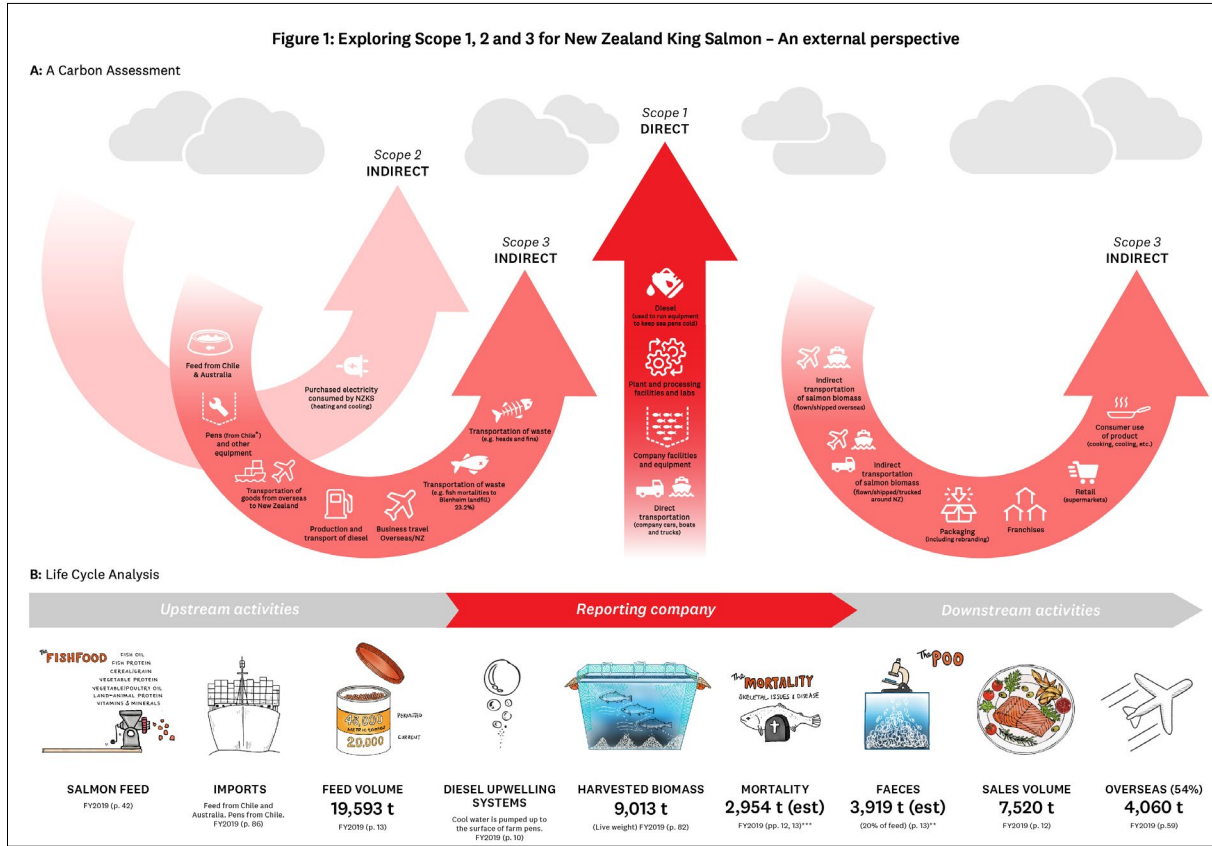 Figure 1: Exploring Scope 1, 2 and 3 for New Zealand King Salmon – An external perspective
A: A Carbon Assessment
Scope 2
INDIRECT
Feed from Chile
& Australia
Pens (from Chile*)
and other
equipment
Transportation of
goods from overseas
to New Zealand
Production and
transport of diesel
Business travel
Overseas/NZ
Transportation of waste
(e.g. fish mortalities to
Blenheim landfill)
23.2%)
Transportation of waste
(e.g. heads and fins)
Purchased electricity
consumed by NZKS
(heating and cooling)
Scope 3
INDIRECT
Scope 1
DIRECT
Diesel
(used to run equipment
to keep sea pens cold)
Plant and processing
facilities and labs
Company facilities
and equipment
Direct
transportation
(company cars, boats
and trucks)
Scope 3
INDIRECT
Indirect
transportation
of salmon biomass
(flown/shipped overseas)
Indirect
transportation
of salmon biomass
(flown/shipped/trucked
around NZ)
Packaging
(including rebranding)
Franchises
Retail
(supermarkets)
Consumer use
of product
(cooking, cooling, etc.)
B: Life Cycle Analysis
Upstream activities
Reporting company
Downstream activities
The FISHFOOD
FISH OIL
FISH PROTEIN
CEREAL/GRAIN
VEGETABLE PROTEIN
VEGETABLE/POULTRY OIL
LAND-ANIMAL PROTEIN
VITAMINS & MINERALS
SALMON FEED
FY2019 (p. 42)
IMPORTS
Feed from Chile and
Australia. Pens from Chile.
FY2019 (p. 86)
METRIC TONNES
20,000
PERMITTED
CURRENT
FEED VOLUME
19,593 t
FY2019 (p. 13)
DIESEL UPWELLING
SYSTEMS
Cool water is pumped up to
the surface of farm pens.
FY2019 (p. 10)
HARVESTED BIOMASS
9,013 t
(Live weight) FY2019 (p. 82)
The MORTALITY
SKELETAL ISSUES & DISEASE
MORTALITY
2,954 t (est)
FY2019 (pp. 12, 13)***
The POO
FAECES
3,919 t (est)
(20% of feed) (p. 13)**
SALES VOLUME
7,520 t
FY2019 (p. 12)
OVERSEAS (54%)
4,060 t
FY2019 (p.59)